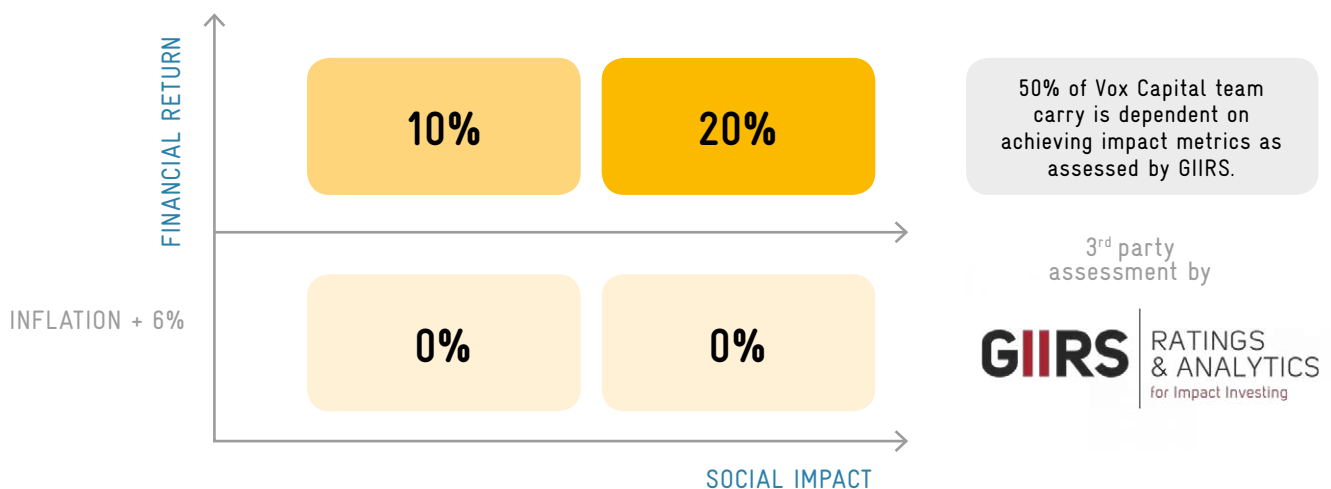 FINANCIAL RETURN
10%
20%
50% of Vox Capital team
carry is dependent on
achieving impact metrics as
assessed by GIIRS.
3rd party
assessment by
INFLATION + 6%
0%
0%
GIIRS
RATINGS
& ANALYTICS
for Impact Investing
SOCIAL IMPACT